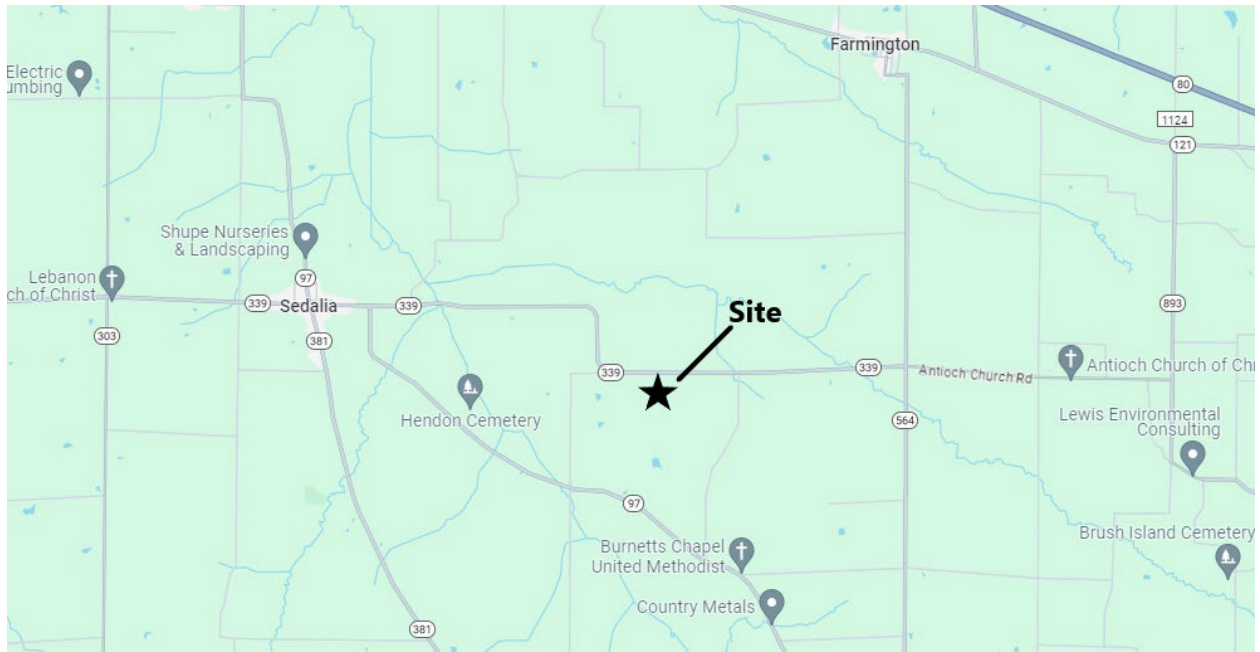 Farmington
Electric
umbing
80
1124
121
Shupe Nurseries
& Landscaping
Lebanon
ch of Christ
97
339
Sedalia
339
893
Site
303
381
339
339
Antioch Church Rd
Antioch Church of Chr
Hendon Cemetery
564
Lewis Environmental
Consulting
97
Burnetts Chapel
United Methodist
Brush Island Cemetery
Country Metals
381